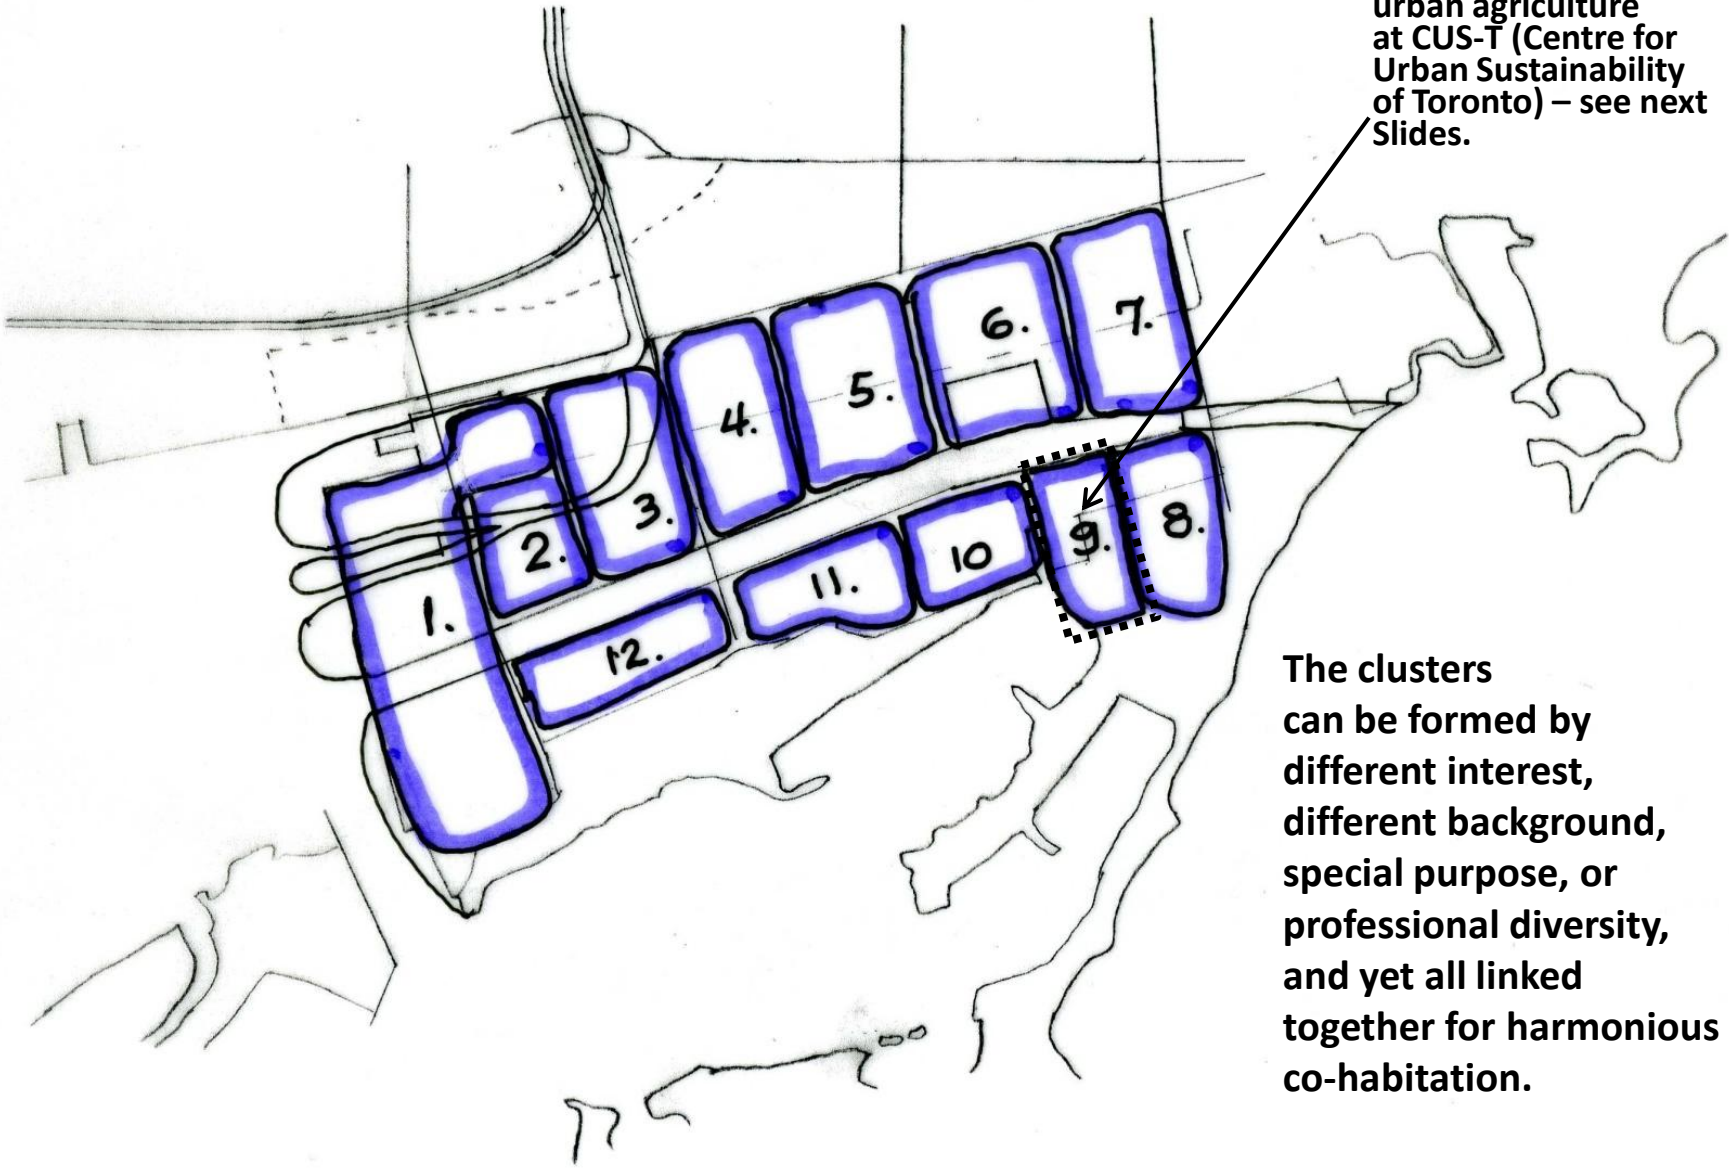 urban agriculture
at CUS-T (Centre for
Urban Sustainability
of Toronto) – see next
Slides.
7.
6.
5.
4.
3.
2.
1.
8.
9.
10
11.
12.
The clusters
can be formed by
different interest,
different background,
special purpose, or
professional diversity,
and yet all linked
together for harmonious
co-habitation.